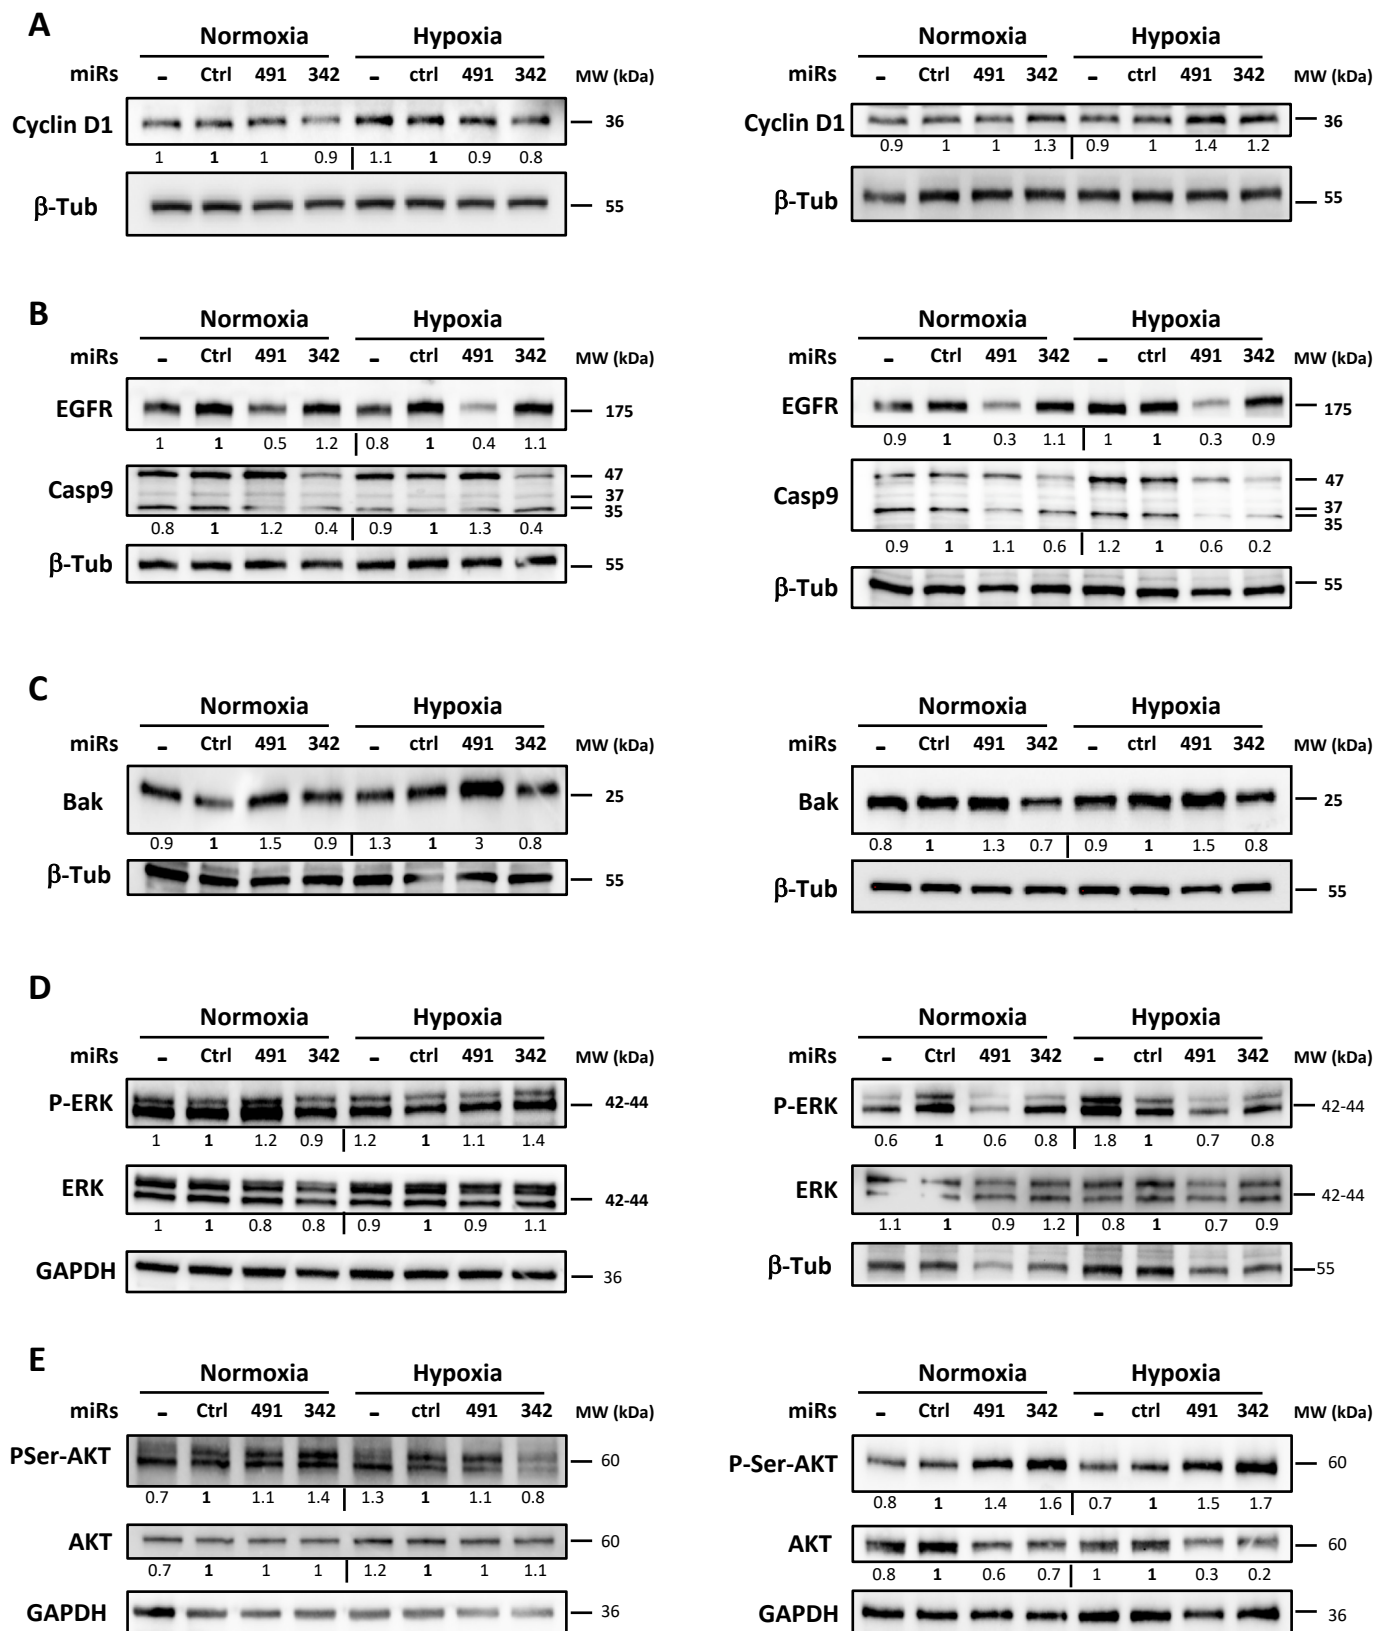 A
Normoxia Hypoxia
miRs - Ctrl 491 342 - ctrl 491 342 MW (kDa)
Cyclin D1 36
1 1 1 0.9 1.1 1 0.9 0.8
β-Tub 55
Normoxia Hypoxia
miRs - Ctrl 491 342 - ctrl 491 342 MW (kDa)
Cyclin D1 36
0.9 1 1 1.3 0.9 1 1.4 1.2
β-Tub 55
B
Normoxia Hypoxia
miRs - Ctrl 491 342 - ctrl 491 342 MW (kDa)
EGFR 175
1 1 0.5 1.2 0.8 1 0.4 1.1
Casp9 47
37
35
0.8 1 1.2 0.4 0.9 1 1.3 0.4
β-Tub 55
Normoxia Hypoxia
miRs - Ctrl 491 342 - ctrl 491 342 MW (kDa)
EGFR 175
0.9 1 0.3 1.1 1 1 0.3 0.9
Casp9 47
37
35
0.9 1 1.1 0.6 1.2 1 0.6 0.2
β-Tub 55
C
Normoxia Hypoxia
miRs - Ctrl 491 342 - ctrl 491 342 MW (kDa)
Bak 25
0.9 1 1.5 0.9 1.3 1 3 0.8
β-Tub 55
Normoxia Hypoxia
miRs - Ctrl 491 342 - ctrl 491 342 MW (kDa)
Bak 25
0.8 1 1.3 0.7 0.9 1 1.5 0.8
β-Tub 55
D
Normoxia Hypoxia
miRs - Ctrl 491 342 - ctrl 491 342 MW (kDa)
P-ERK 42-44
1 1 1.2 0.9 1.2 1 1.1 1.4
ERK 42-44
1 1 0.8 0.8 0.9 1 0.9 1.1
GAPDH 36
Normoxia Hypoxia
miRs - Ctrl 491 342 - ctrl 491 342 MW (kDa)
P-ERK 42-44
0.6 1 0.6 0.8 1.8 1 0.7 0.8
ERK 42-44
1.1 1 0.9 1.2 0.8 1 0.7 0.9
β-Tub 55
E
Normoxia Hypoxia
miRs - Ctrl 491 342 - ctrl 491 342 MW (kDa)
PSer-AKT 60
0.7 1 1.1 1.4 1.3 1 1.1 0.8
AKT 60
0.7 1 1 1 1.2 1 1 1.1
GAPDH 36
Normoxia Hypoxia
miRs - Ctrl 491 342 - ctrl 491 342 MW (kDa)
P-Ser-AKT 60
0.8 1 1.4 1.6 0.7 1 1.5 1.7
AKT 60
0.8 1 0.6 0.7 1 1 0.3 0.2
GAPDH 36